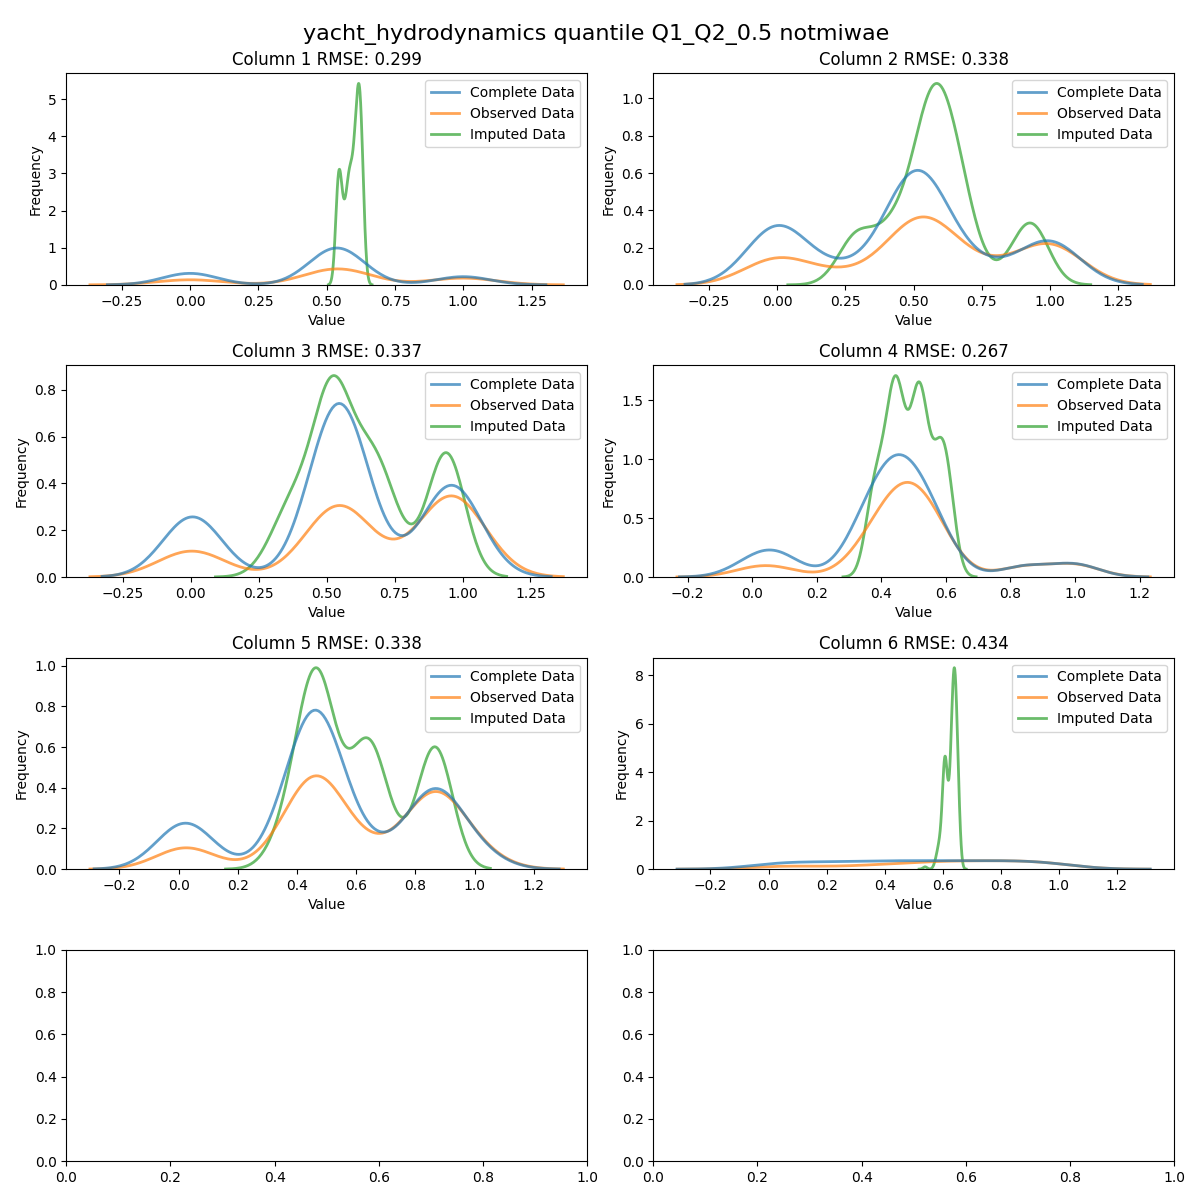 yacht_hydrodynamics quantile Q1_Q2_0.5 notmiwae
Column 1 RMSE: 0.299
Complete Data
Observed Data
Imputed Data
Frequency
5
4
3
2
1
0
−0.25 0.00 0.25 0.50 0.75 1.00 1.25
Value
Column 2 RMSE: 0.338
Complete Data
Observed Data
Imputed Data
Frequency
1.0
0.8
0.6
0.4
0.2
0.0
−0.25 0.00 0.25 0.50 0.75 1.00 1.25
Value
Column 3 RMSE: 0.337
Complete Data
Observed Data
Imputed Data
Frequency
0.8
0.6
0.4
0.2
0.0
−0.25 0.00 0.25 0.50 0.75 1.00 1.25
Value
Column 4 RMSE: 0.267
Complete Data
Observed Data
Imputed Data
Frequency
1.5
1.0
0.5
0.0
−0.2 0.0 0.2 0.4 0.6 0.8 1.0 1.2
Value
Column 5 RMSE: 0.338
Complete Data
Observed Data
Imputed Data
Frequency
1.0
0.8
0.6
0.4
0.2
0.0
−0.2 0.0 0.2 0.4 0.6 0.8 1.0 1.2
Value
Column 6 RMSE: 0.434
Complete Data
Observed Data
Imputed Data
Frequency
8
6
4
2
0
−0.2 0.0 0.2 0.4 0.6 0.8 1.0 1.2
Value
1.0
0.8
0.6
0.4
0.2
0.0
0.0 0.2 0.4 0.6 0.8 1.0
1.0
0.8
0.6
0.4
0.2
0.0
0.0 0.2 0.4 0.6 0.8 1.0